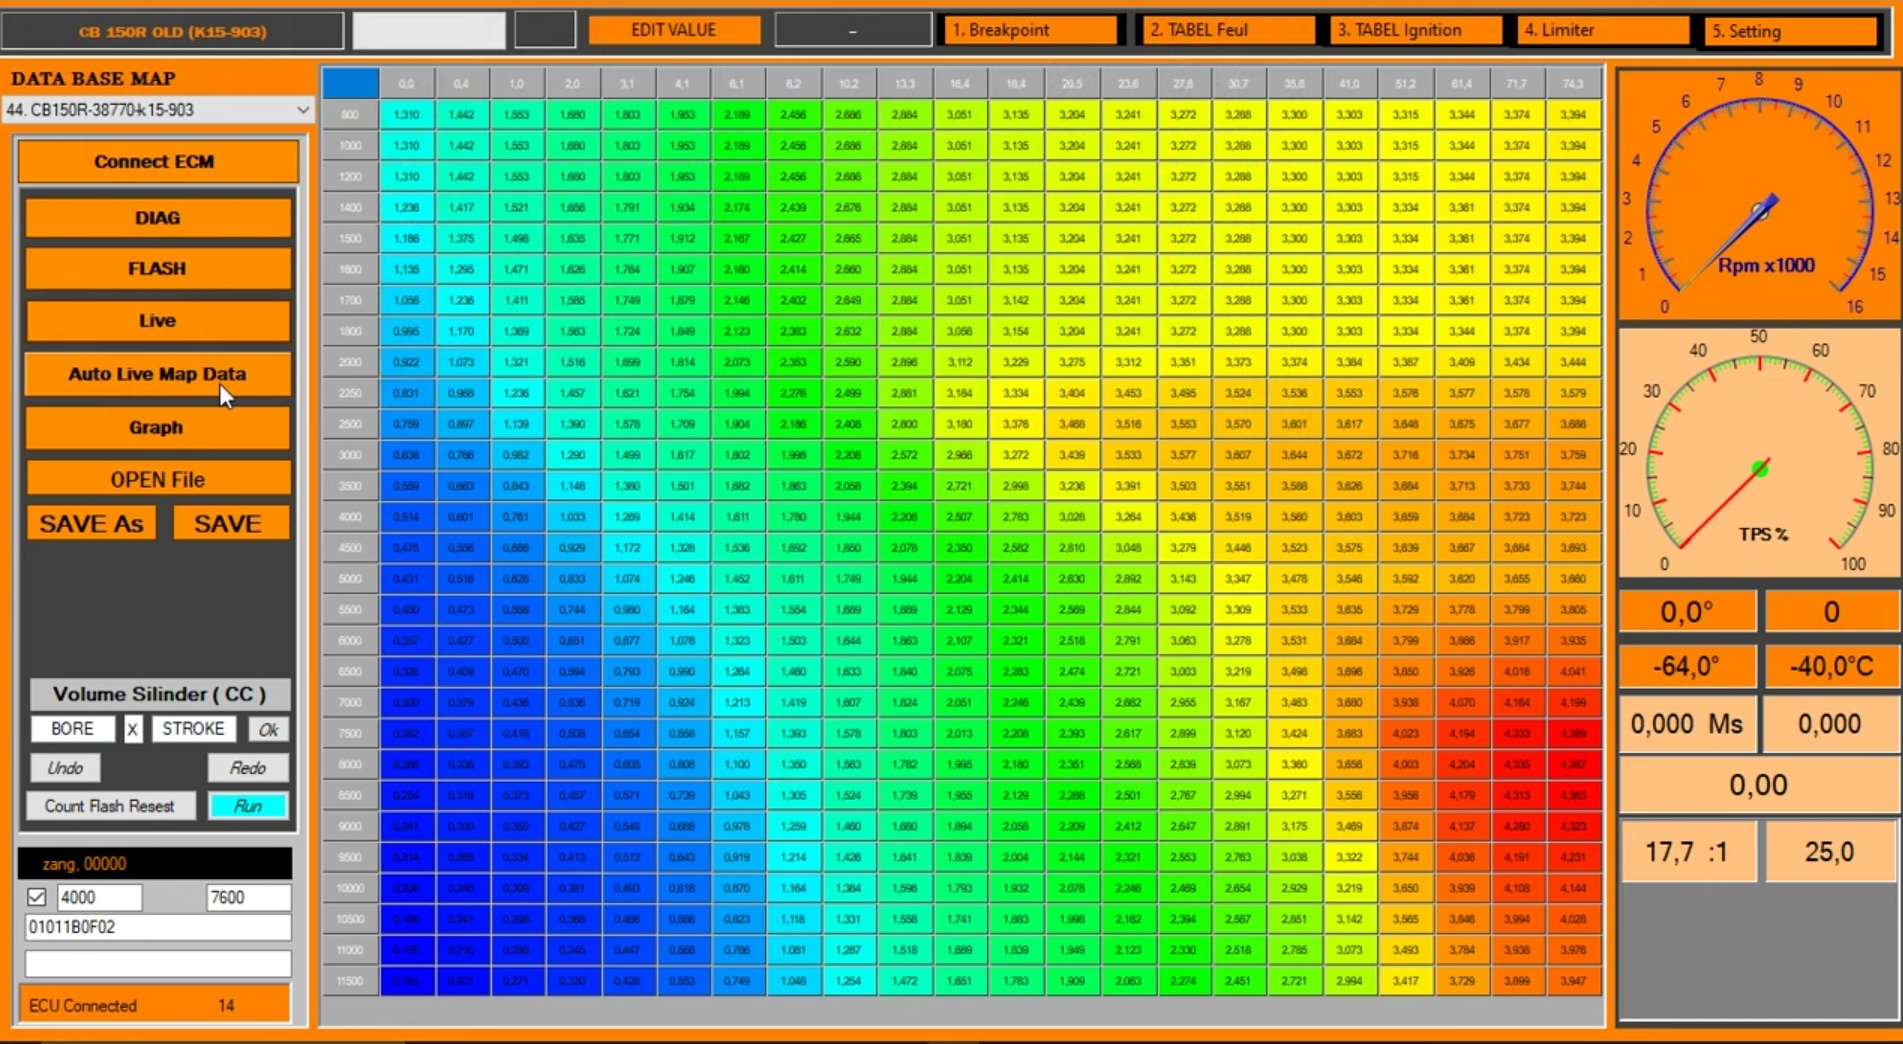 CB 150R OLD (K15-903)
EDIT VALUE
-
1. Breakpoint
2. TABEL Feul
3. TABEL Ignition
4. Limiter
5. Setting
DATA BASE MAP
44. CB150R-38770-k15-903
Connect ECM
DIAG
FLASH
Live
Auto Live Map Data
Graph
OPEN File
SAVE As SAVE
Volume Silinder ( CC )
BORE X STROKE Ok
Undo Redo
Count Flash Resest Run
zang, 00000
4000 7600
01011B0F02
ECU Connected 14
0,0 0,4 1,0 2,0 3,1 4,1 6,1 8,2 10,2 13,3 16,4 18,4 20,5 23,6 27,6 30,7 35,8 41,0 51,2 61,4 71,7 74,3
800 1,310 1,442 1,553 1,680 1,803 1,953 2,189 2,456 2,686 2,884 3,051 3,135 3,204 3,241 3,272 3,288 3,300 3,303 3,315 3,344 3,374 3,394
1000 1,310 1,442 1,553 1,680 1,803 1,953 2,189 2,456 2,686 2,884 3,051 3,135 3,204 3,241 3,272 3,288 3,300 3,303 3,315 3,344 3,374 3,394
1200 1,310 1,442 1,553 1,680 1,803 1,953 2,189 2,456 2,686 2,884 3,051 3,135 3,204 3,241 3,272 3,288 3,300 3,303 3,315 3,344 3,374 3,394
1400 1,236 1,417 1,521 1,656 1,791 1,934 2,174 2,439 2,676 2,884 3,051 3,135 3,204 3,241 3,272 3,288 3,300 3,303 3,334 3,361 3,374 3,394
1500 1,186 1,375 1,498 1,635 1,771 1,912 2,167 2,427 2,665 2,884 3,051 3,135 3,204 3,241 3,272 3,288 3,300 3,303 3,334 3,361 3,374 3,394
1600 1,135 1,295 1,471 1,626 1,764 1,907 2,160 2,414 2,660 2,884 3,051 3,135 3,204 3,241 3,272 3,288 3,300 3,303 3,334 3,361 3,374 3,394
1700 1,056 1,236 1,411 1,585 1,749 1,879 2,146 2,402 2,649 2,884 3,051 3,142 3,204 3,241 3,272 3,288 3,300 3,303 3,334 3,361 3,374 3,394
1800 0,995 1,170 1,369 1,563 1,724 1,849 2,123 2,383 2,632 2,884 3,056 3,154 3,204 3,241 3,272 3,288 3,300 3,303 3,334 3,344 3,374 3,394
2000 0,922 1,073 1,321 1,516 1,699 1,814 2,073 2,353 2,590 2,896 3,112 3,229 3,275 3,312 3,351 3,373 3,374 3,384 3,387 3,409 3,434 3,444
2250 0,831 0,968 1,236 1,457 1,621 1,754 1,994 2,276 2,499 2,881 3,184 3,334 3,404 3,453 3,495 3,524 3,536 3,553 3,576 3,577 3,578 3,579
2500 0,759 0,897 1,139 1,390 1,578 1,709 1,904 2,186 2,408 2,800 3,180 3,376 3,468 3,516 3,553 3,570 3,601 3,617 3,648 3,675 3,677 3,688
3000 0,638 0,766 0,982 1,290 1,499 1,617 1,802 1,998 2,206 2,572 2,966 3,272 3,439 3,533 3,577 3,607 3,644 3,672 3,716 3,734 3,751 3,759
3500 0,559 0,663 0,843 1,148 1,380 1,501 1,682 1,863 2,058 2,394 2,721 2,998 3,236 3,391 3,503 3,551 3,588 3,626 3,684 3,713 3,733 3,744
4000 0,514 0,601 0,761 1,033 1,269 1,414 1,611 1,780 1,944 2,206 2,507 2,783 3,028 3,264 3,436 3,519 3,560 3,603 3,659 3,684 3,723 3,723
4500 0,475 0,556 0,688 0,929 1,172 1,326 1,536 1,692 1,850 2,078 2,350 2,582 2,810 3,048 3,279 3,446 3,523 3,575 3,639 3,667 3,684 3,693
5000 0,431 0,516 0,626 0,833 1,074 1,246 1,452 1,611 1,749 1,944 2,204 2,414 2,630 2,892 3,143 3,347 3,478 3,546 3,592 3,620 3,655 3,660
5500 0,400 0,473 0,558 0,744 0,980 1,164 1,383 1,554 1,689 1,869 2,129 2,344 2,569 2,844 3,092 3,309 3,533 3,635 3,729 3,778 3,799 3,805
6000 0,357 0,427 0,500 0,651 0,877 1,078 1,323 1,503 1,644 1,863 2,107 2,321 2,518 2,791 3,063 3,278 3,531 3,684 3,799 3,866 3,917 3,935
6500 0,326 0,409 0,470 0,594 0,793 0,990 1,264 1,460 1,633 1,840 2,075 2,283 2,474 2,721 3,003 3,219 3,498 3,696 3,850 3,926 4,016 4,041
7000 0,300 0,379 0,436 0,536 0,719 0,924 1,213 1,419 1,607 1,824 2,051 2,246 2,439 2,662 2,955 3,167 3,463 3,680 3,938 4,070 4,164 4,199
7500 0,282 0,357 0,418 0,508 0,654 0,856 1,157 1,393 1,578 1,803 2,013 2,208 2,393 2,617 2,899 3,120 3,424 3,683 4,023 4,194 4,333 4,389
8000 0,336 0,393 0,475 0,605 0,808 1,100 1,350 1,563 1,782 1,995 2,180 2,351 2,568 2,839 3,073 3,360 3,656 4,003 4,204 4,335 4,387
8500 0,254 0,316 0,373 0,457 0,571 0,739 1,043 1,305 1,524 1,739 1,955 2,129 2,286 2,501 2,767 2,994 3,271 3,556 3,956 4,179 4,313 4,363
9000 0,241 0,300 0,350 0,427 0,548 0,686 0,978 1,259 1,460 1,680 1,894 2,058 2,209 2,412 2,647 2,891 3,175 3,469 3,874 4,137 4,280 4,323
9500 0,214 0,269 0,334 0,413 0,512 0,643 0,919 1,214 1,426 1,641 1,839 2,004 2,144 2,321 2,553 2,763 3,038 3,322 3,744 4,036 4,191 4,231
10000 0,309 0,381 0,493 0,618 0,870 1,164 1,384 1,596 1,793 1,932 2,078 2,246 2,469 2,654 2,929 3,219 3,650 3,939 4,108 4,144
10500 0,241 0,298 0,466 0,588 0,823 1,118 1,331 1,558 1,741 1,883 1,998 2,162 2,394 2,587 2,851 3,142 3,565 3,846 3,994 4,028
11000 0,345 0,447 0,568 0,786 1,081 1,287 1,518 1,689 1,839 1,949 2,123 2,330 2,518 2,785 3,073 3,493 3,784 3,938 3,976
11500 0,201 0,271 0,330 0,426 0,553 0,749 1,048 1,254 1,472 1,651 1,783 1,909 2,063 2,274 2,451 2,721 2,994 3,417 3,729 3,899 3,947
0 1 2 3 4 5 6 7 8 9 10 11 12 13 14 15 16
Rpm x1000
0 10 20 30 40 50 60 70 80 90 100
TPS %
0,0° 0
-64,0° -40,0°C
0,000 Ms 0,000
0,00
17,7 :1 25,0